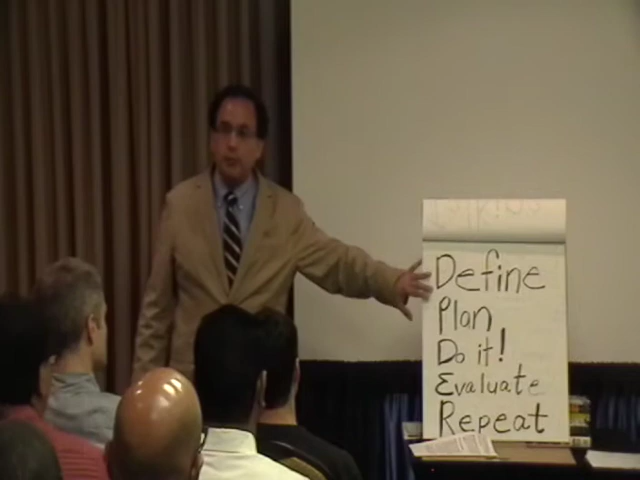 Define
Plan
Do it!
Evaluate
Repeat